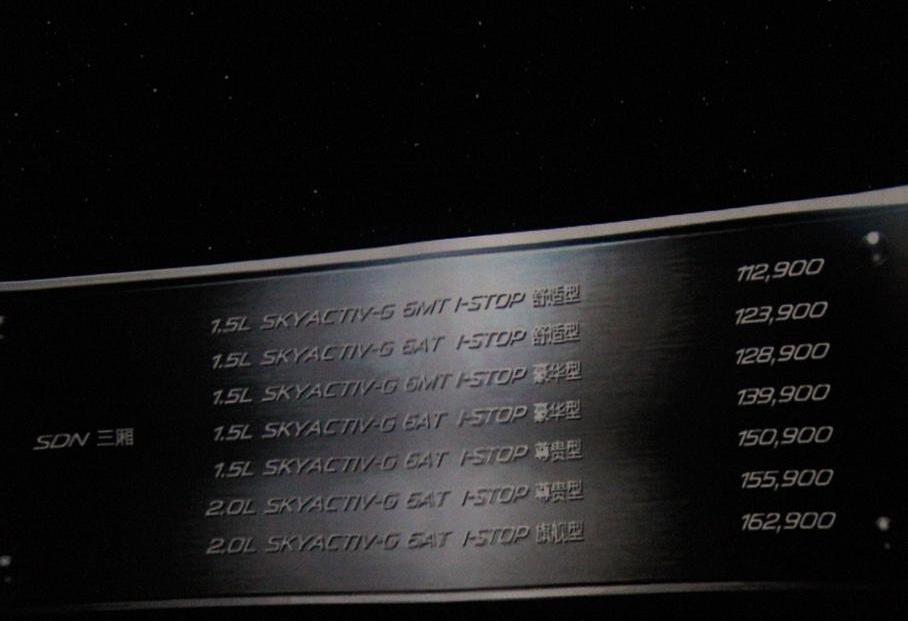 1.5L SKYACTIV-G 6MT I-STOP 舒适型 112,900
1.5L SKYACTIV-G 6AT I-STOP 舒适型 123,900
1.5L SKYACTIV-G 6MT I-STOP 豪华型 128,900
1.5L SKYACTIV-G 6AT I-STOP 豪华型 139,900
SDN 三厢
1.5L SKYACTIV-G 6AT I-STOP 尊贵型 150,900
2.0L SKYACTIV-G 6AT I-STOP 尊贵型 155,900
2.0L SKYACTIV-G 6AT I-STOP 旗舰型 162,900